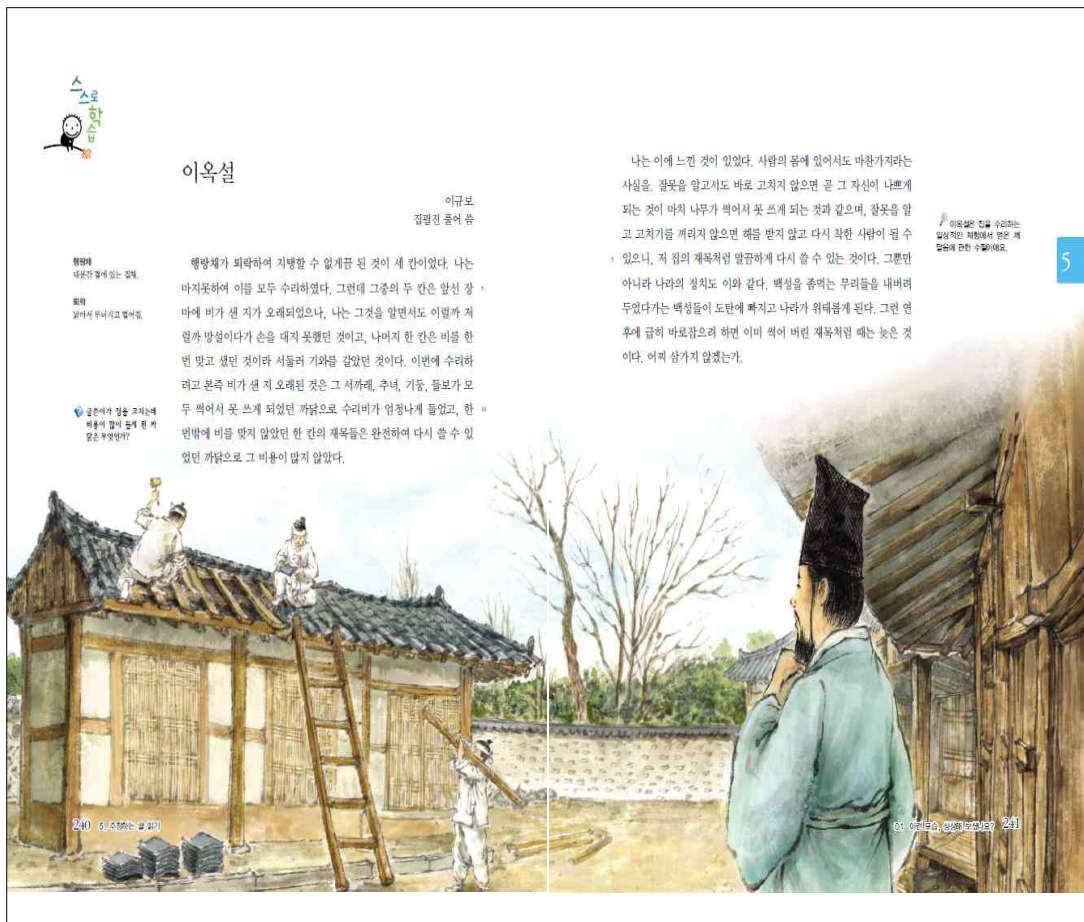 스스로
학습
이옥설
이규보
집필진 풀어 씀
행랑채
대문간 곁에 있는 집채.
퇴락
낡아서 무너지고 떨어짐.
글쓴이가 집을 고치는데
비용이 많이 들게 된 까
닭은 무엇인가?
행랑채가 퇴락하여 지탱할 수 없게끔 된 것이 세 칸이었다. 나는
마지못하여 이를 모두 수리하였다. 그런데 그중의 두 칸은 앞선 장 5
마에 비가 샌 지가 오래되었으나, 나는 그것을 알면서도 이럴까 저
럴까 망설이다가 손을 대지 못했던 것이고, 나머지 한 칸은 비를 한
번 맞고 샜던 것이라 서둘러 기와를 갈았던 것이다. 이번에 수리하
려고 본즉 비가 샌 지 오래된 것은 그 서까래, 추녀, 기둥, 들보가 모
두 썩어서 못 쓰게 되었던 까닭으로 수리비가 엄청나게 들었고, 한 10
번밖에 비를 맞지 않았던 한 칸의 재목들은 완전하여 다시 쓸 수 있
었던 까닭으로 그 비용이 많지 않았다.
240 5. 추정하는 글 읽기
나는 이에 느낀 것이 있었다. 사람의 몸에 있어서도 마찬가지라는
사실을. 잘못을 알고서도 바로 고치지 않으면 곧 그 자신이 나쁘게
되는 것이 마치 나무가 썩어서 못 쓰게 되는 것과 같으며, 잘못을 알
고 고치기를 꺼리지 않으면 해를 받지 않고 다시 착한 사람이 될 수
5 있으니, 저 집의 재목처럼 말끔하게 다시 쓸 수 있는 것이다. 그뿐만
아니라 나라의 정치도 이와 같다. 백성을 좀먹는 무리들을 내버려
두었다가는 백성들이 도탄에 빠지고 나라가 위태롭게 된다. 그런 연
후에 급히 바로잡으려 하면 이미 썩어 버린 재목처럼 때는 늦은 것
이다. 어찌 삼가지 않겠는가.
이옥설은 집을 수리하는
일상적인 체험에서 얻은 깨
달음에 관한 수필이에요.
5
01 이런 모습, 상상해 보셨나요? 241